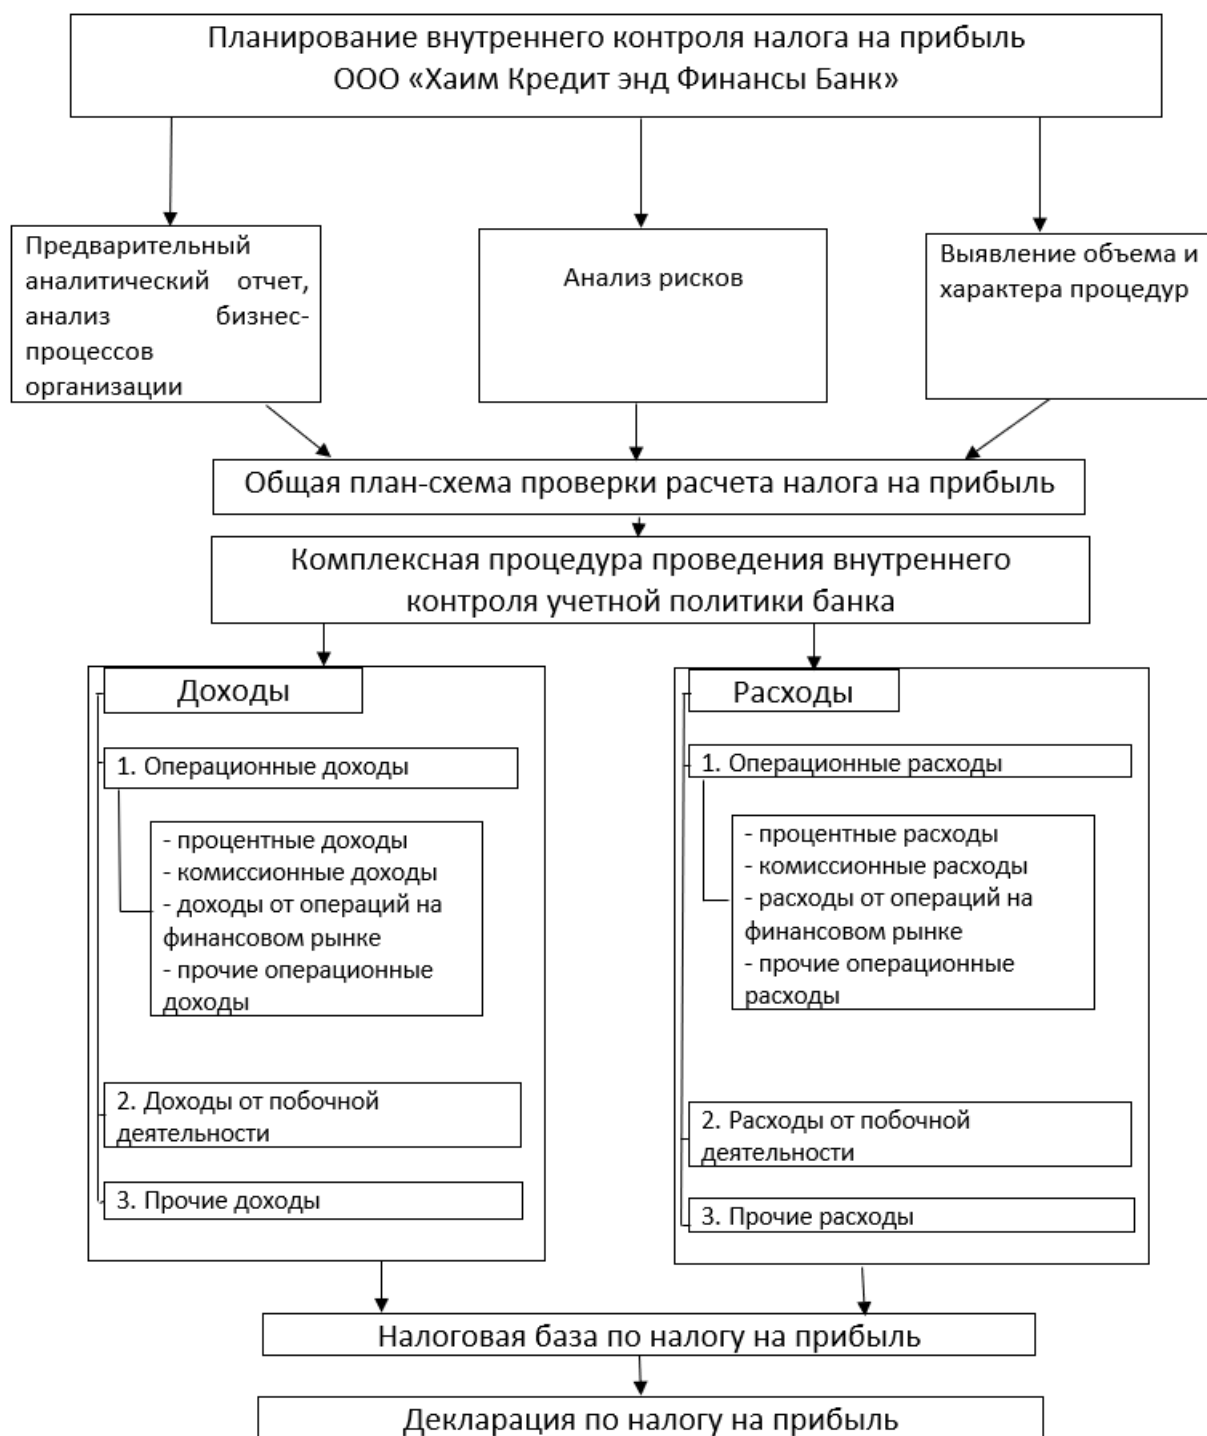 Планирование внутреннего контроля налога на прибыль
ООО «Хаим Кредит энд Финансы Банк»
Предварительный
аналитический отчет,
анализ бизнес-
процессов
организации
Анализ рисков
Выявление объема и
характера процедур
Общая план-схема проверки расчета налога на прибыль
Комплексная процедура проведения внутреннего
контроля учетной политики банка
Доходы
1. Операционные доходы
- процентные доходы
- комиссионные доходы
- доходы от операций на
финансовом рынке
- прочие операционные
доходы
2. Доходы от побочной
деятельности
3. Прочие доходы
Расходы
1. Операционные расходы
- процентные расходы
- комиссионные расходы
- расходы от операций на
финансовом рынке
- прочие операционные
расходы
2. Расходы от побочной
деятельности
3. Прочие расходы
Налоговая база по налогу на прибыль
Декларация по налогу на прибыль